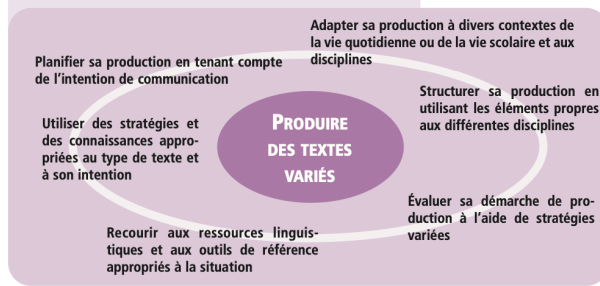 Adapter sa production à divers contextes de
la vie quotidienne ou de la vie scolaire et aux
disciplines
Planifier sa production en tenant compte
de l’intention de communication
Structurer sa production en
utilisant les éléments propres
aux différentes disciplines
Utiliser des stratégies et
des connaissances appro-
priées au type de texte et
à son intention
PRODUIRE
DES TEXTES
VARIÉS
Évaluer sa démarche de pro-
duction à l’aide de stratégies
variées
Recourir aux ressources linguis-
tiques et aux outils de référence
appropriés à la situation